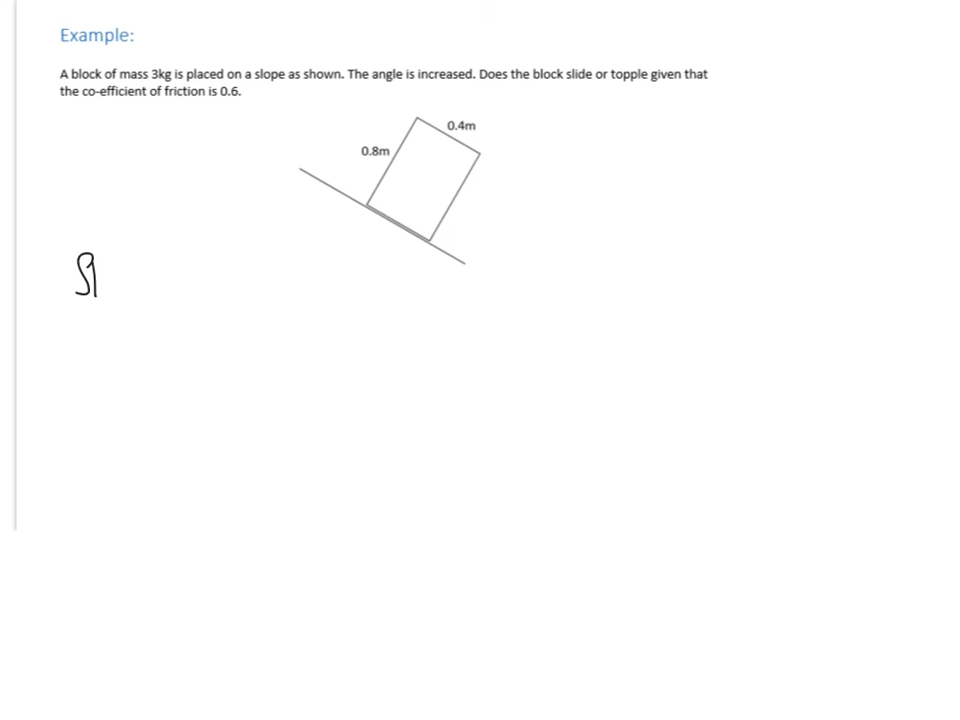 Example:
A block of mass 3kg is placed on a slope as shown. The angle is increased. Does the block slide or topple given that
the co-efficient of friction is 0.6.
0.4m
0.8m
Sl